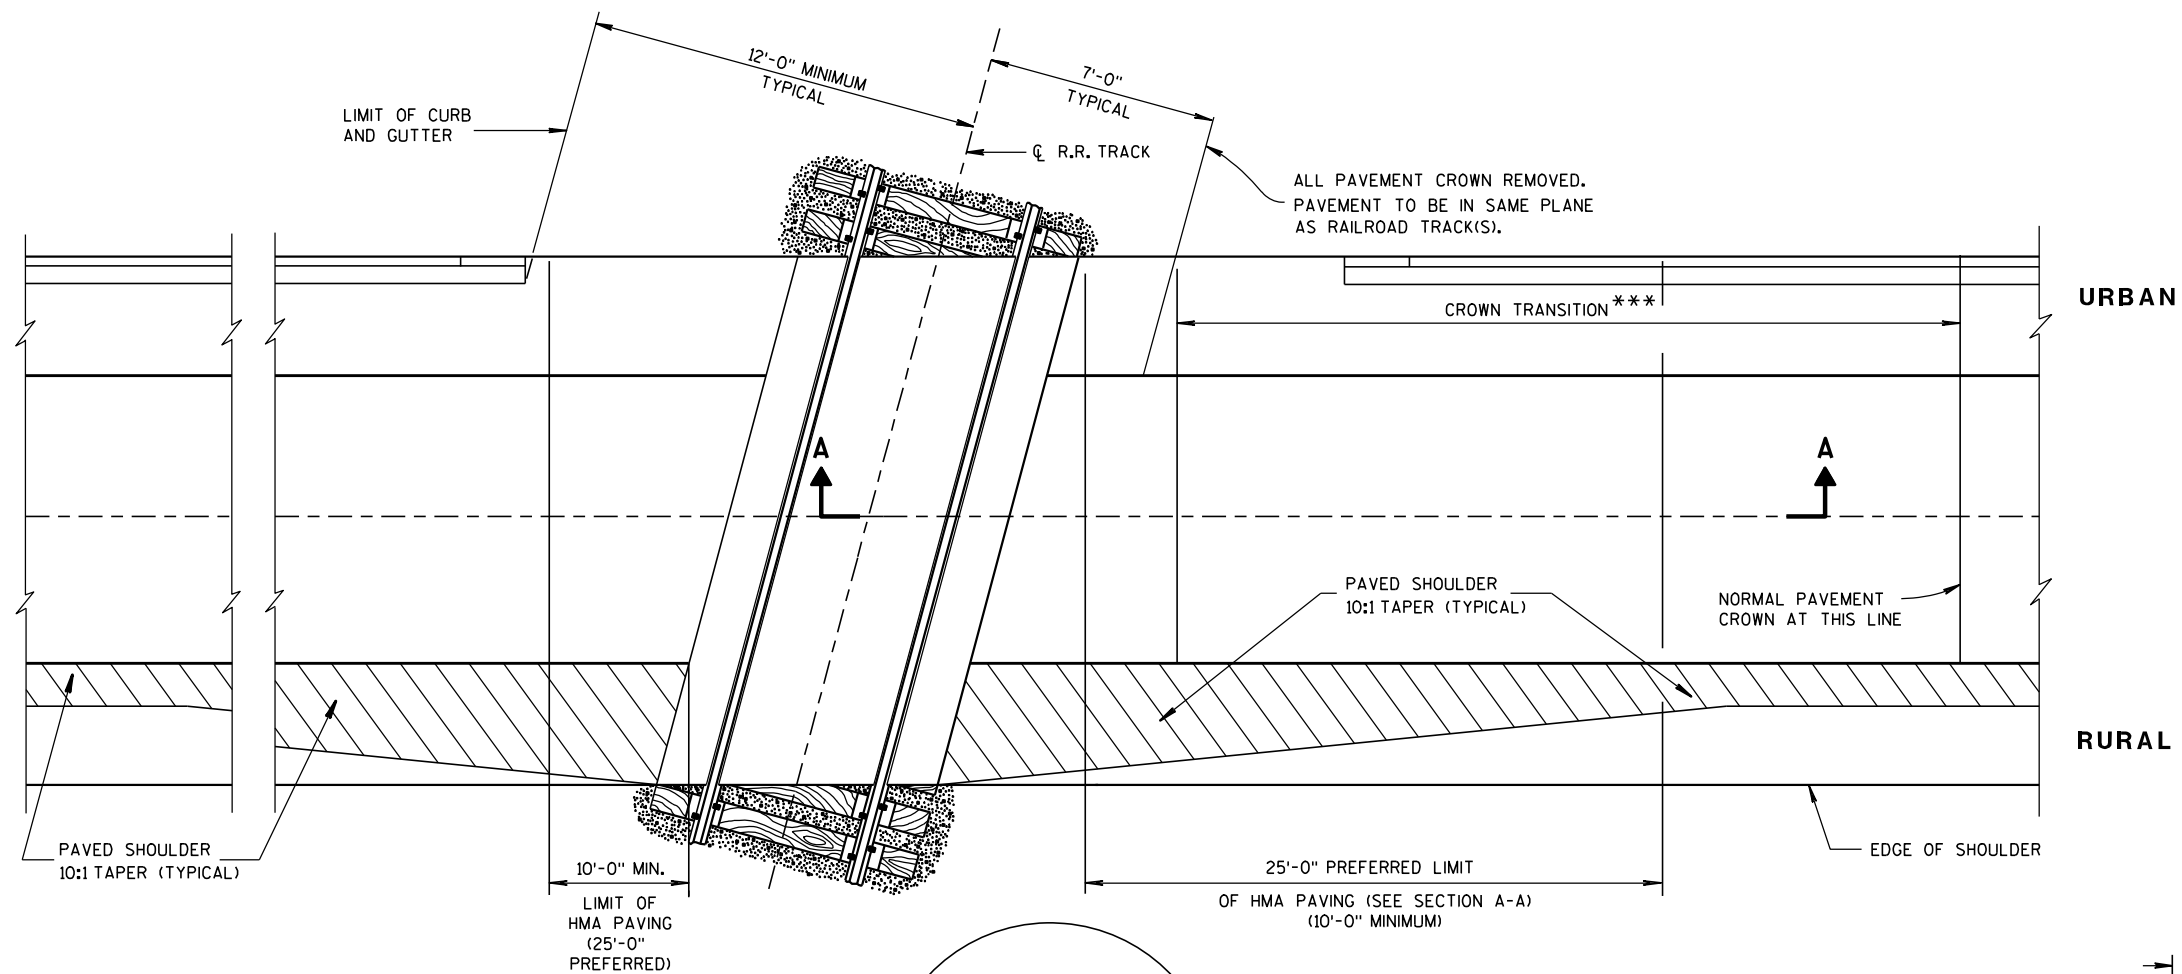 12'-0" MINIMUM
TYPICAL
7'-0"
TYPICAL
LIMIT OF CURB
AND GUTTER
℄ R.R. TRACK
ALL PAVEMENT CROWN REMOVED.
PAVEMENT TO BE IN SAME PLANE
AS RAILROAD TRACK(S).
URBAN
CROWN TRANSITION***
A
A
PAVED SHOULDER
10:1 TAPER (TYPICAL)
NORMAL PAVEMENT
CROWN AT THIS LINE
RURAL
PAVED SHOULDER
10:1 TAPER (TYPICAL)
EDGE OF SHOULDER
10'-0" MIN.
LIMIT OF
HMA PAVING
(25'-0"
PREFERRED)
25'-0" PREFERRED LIMIT
OF HMA PAVING (SEE SECTION A-A)
(10'-0" MINIMUM)